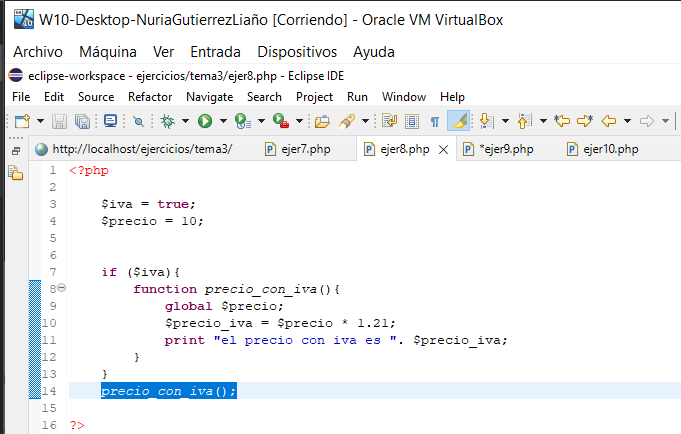 W10-Desktop-NuriaGutierrezLiaño [Corriendo] - Oracle VM VirtualBox
Archivo Máquina Ver Entrada Dispositivos Ayuda
eclipse-workspace - ejercicios/tema3/ejer8.php - Eclipse IDE
File Edit Source Refactor Navigate Search Project Run Window Help
http://localhost/ejercicios/tema3/ ejer7.php ejer8.php *ejer9.php ejer10.php
1 <?php
2
3 $iva = true;
4 $precio = 10;
5
6
7 if ($iva){
8 function precio_con_iva(){
9 global $precio;
10 $precio_iva = $precio * 1.21;
11 print "el precio con iva es ". $precio_iva;
12 }
13 }
14 precio_con_iva();
15
16 ?>